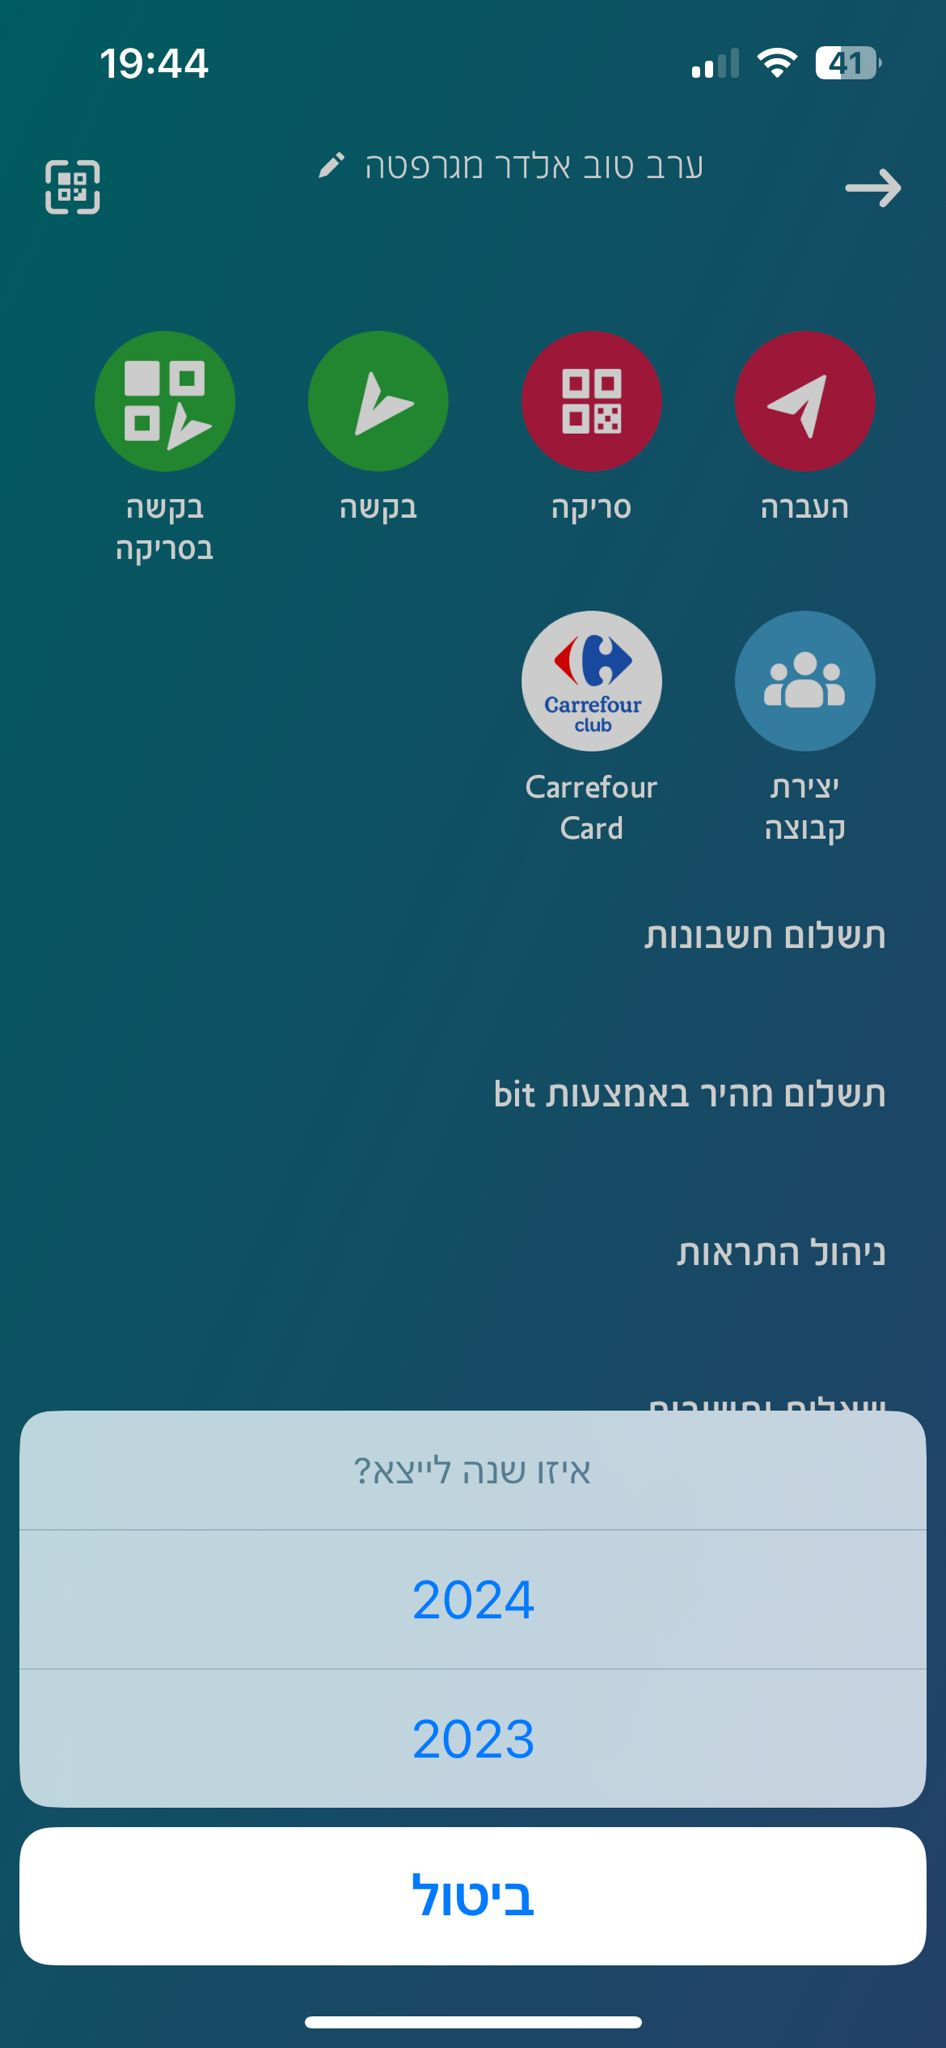 19:44
41
ערב טוב אלדר מגרפטה
העברה
סריקה
בקשה
בקשה
בסריקה
Carrefour
club
יצירת
קבוצה
Carrefour
Card
תשלום חשבונות
תשלום מהיר באמצעות bit
ניהול התראות
איזו שנה לייצא?
2024
2023
ביטול